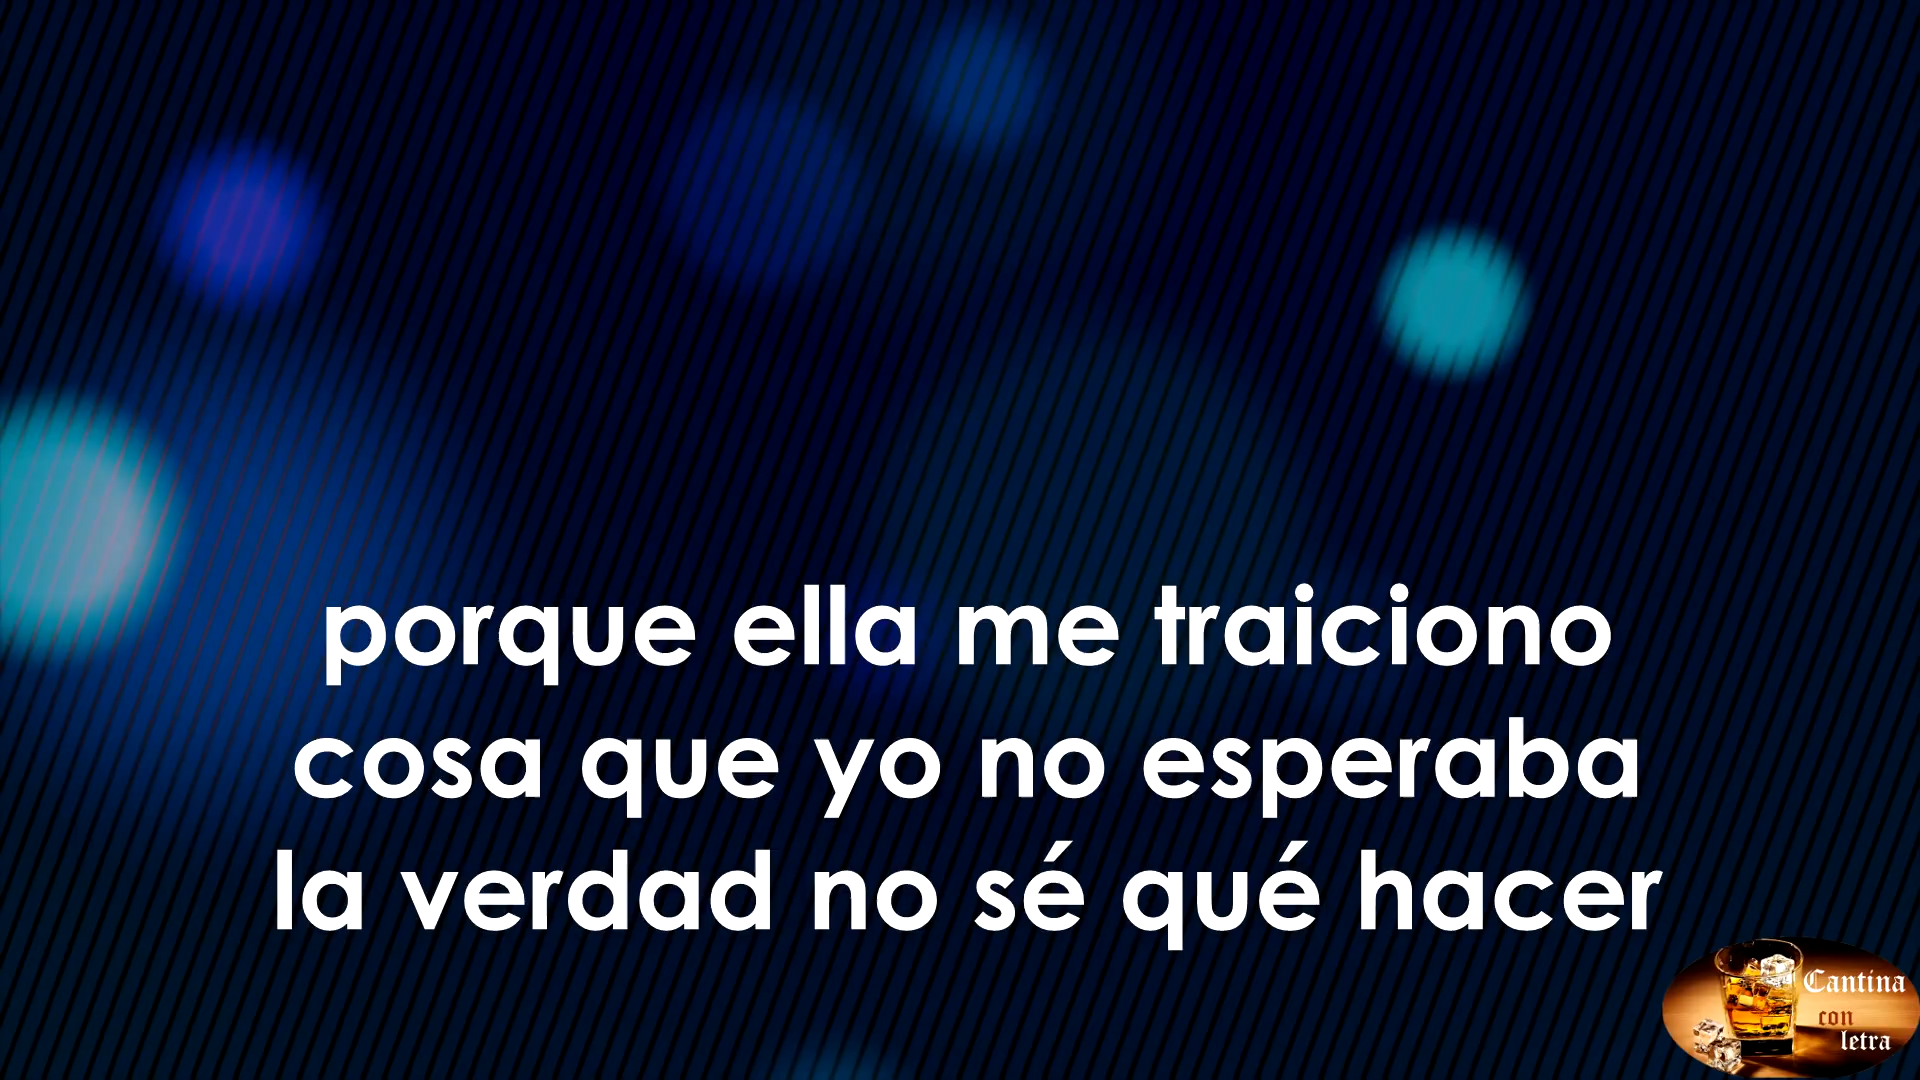 porque ella me traiciono
cosa que yo no esperaba
la verdad no sé qué hacer
Cantina
con
letra